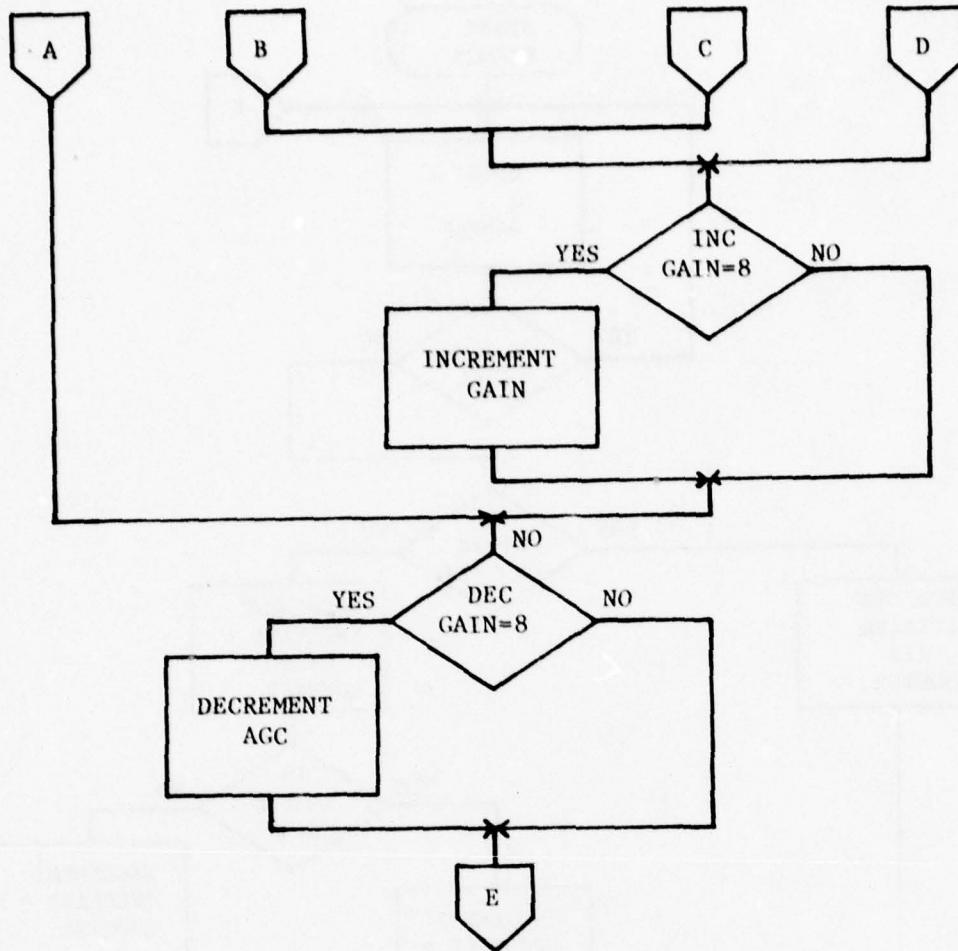 A
B
C
D
INC
GAIN=8
YES
NO
INCREMENT
GAIN
NO
DEC
GAIN=8
YES
NO
DECREMENT
AGC
E